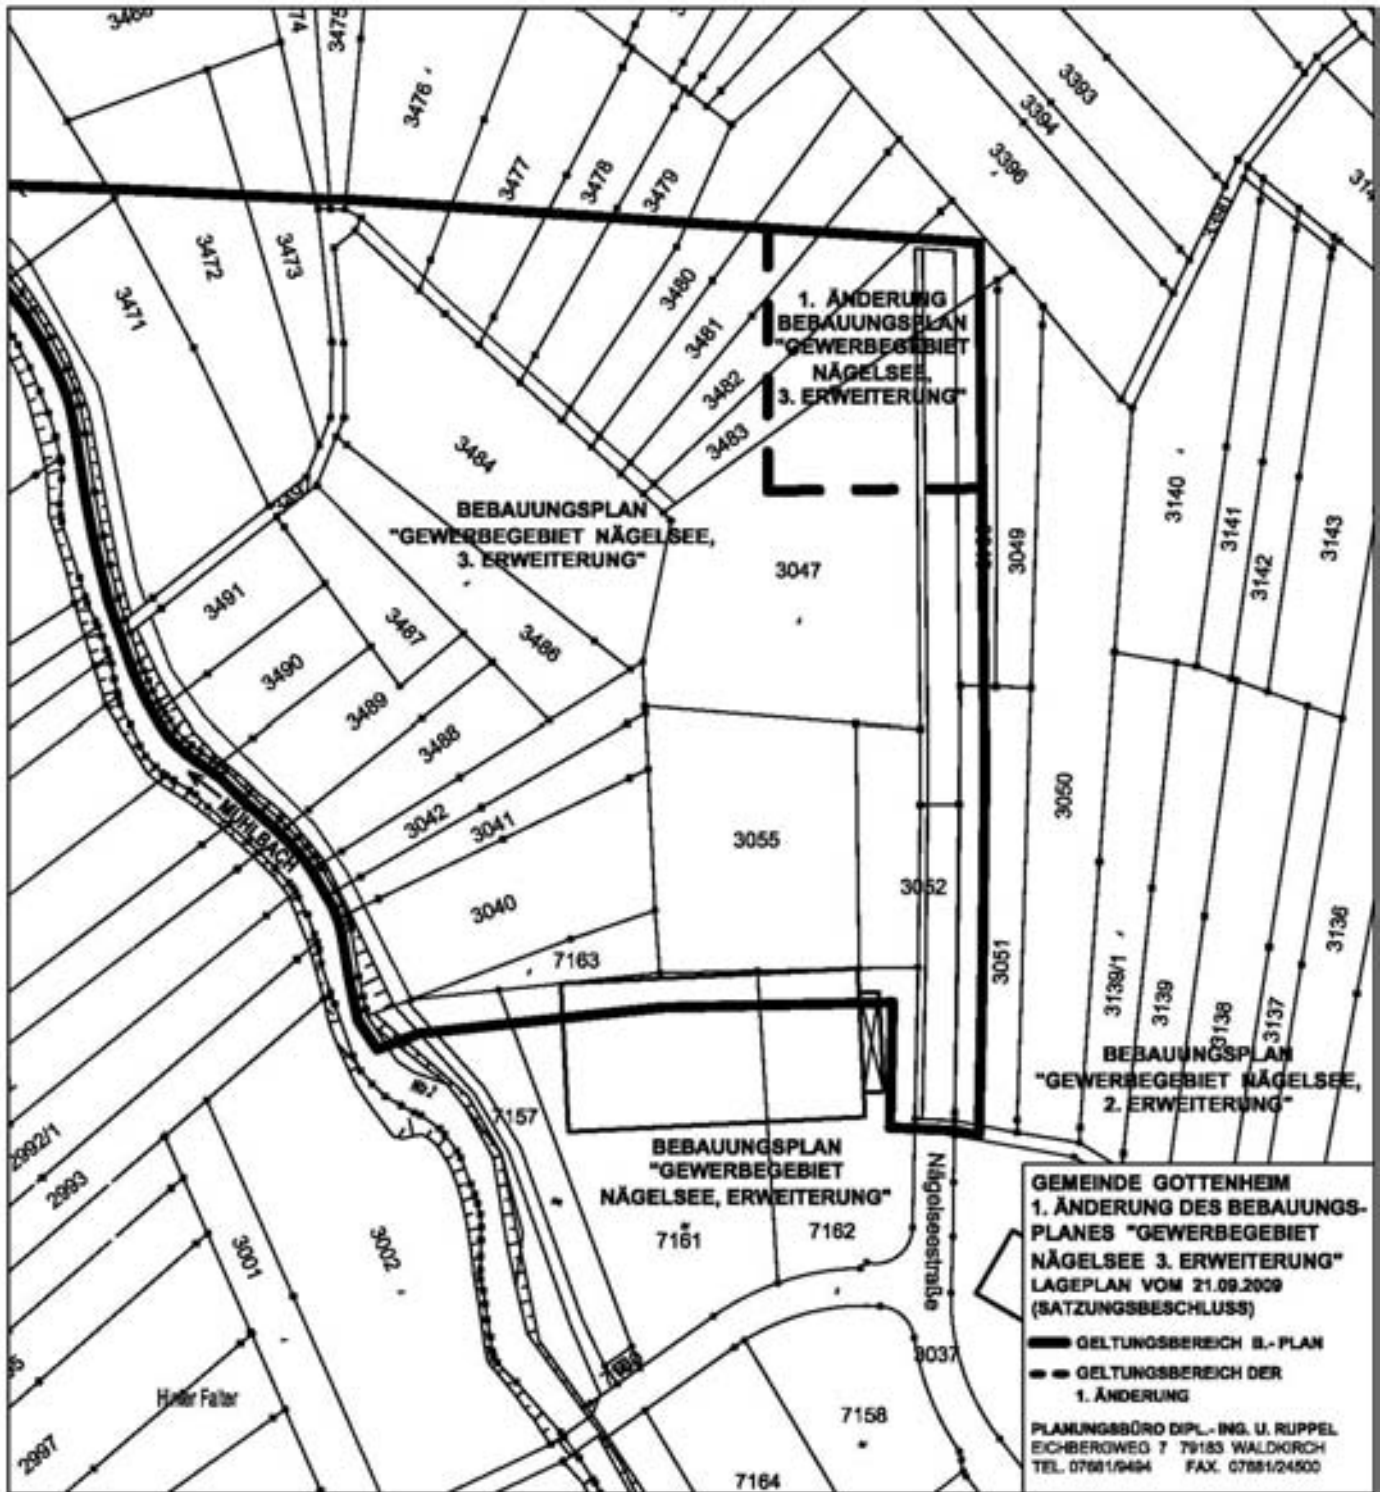 3466
74
3475
3476
3477
3478
3479
3393
3394
3396
3390
314
3472
3473
3471
3480
3481
3482
3483
1. ÄNDERUNG
BEBAUUNGSPLAN
"GEWERBEGEBIET
NÄGELSEE,
3. ERWEITERUNG"
3484
BEBAUUNGSPLAN
"GEWERBEGEBIET NÄGELSEE,
3. ERWEITERUNG"
3047
3049
3140
3141
3142
3143
3491
3487
3486
3490
3489
3488
3042
3041
3040
MÜHLBACH
3055
3052
3050
3051
7163
3139/1
3139
3138
3137
3136
BEBAUUNGSPLAN
"GEWERBEGEBIET NÄGELSEE,
2. ERWEITERUNG"
7157
BEBAUUNGSPLAN
"GEWERBEGEBIET
NÄGELSEE, ERWEITERUNG"
7161
7162
Nägelseestraße
2992/1
2993
3001
3002
3037
7158
7164
2997
GEMEINDE GOTTENHEIM
1. ÄNDERUNG DES BEBAUUNGS-
PLANES "GEWERBEGEBIET
NÄGELSEE 3. ERWEITERUNG"
LAGEPLAN VOM 21.09.2009
(SATZUNGSBESCHLUSS)
GELTUNGSBEREICH B.- PLAN
GELTUNGSBEREICH DER
1. ÄNDERUNG
PLANUNGSBÜRO DIPL.- ING. U. RUPPEL
EICHBERGWEG 7 79183 WALDKIRCH
TEL. 07681/9494 FAX. 07681/24500